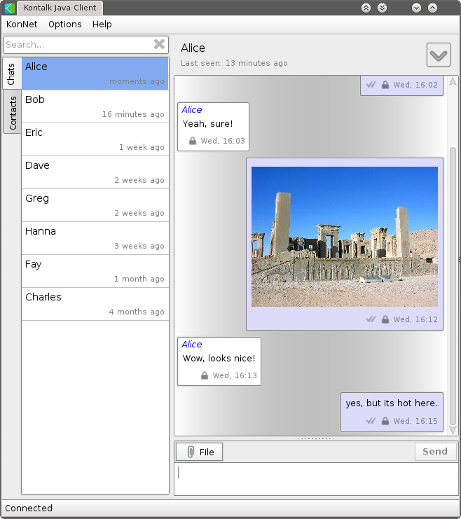 Kontalk Java Client
KonNet Options Help
Search...
Chats
Contacts
Alice
moments ago
Bob
16 minutes ago
Eric
1 week ago
Dave
2 weeks ago
Greg
2 weeks ago
Hanna
3 weeks ago
Fay
1 month ago
Charles
4 months ago
Alice
Last seen: 13 minutes ago
Wed, 16:02
Alice
Yeah, sure!
Wed, 16:03
Wed, 16:12
Alice
Wow, looks nice!
Wed, 16:13
yes, but its hot here.
Wed, 16:15
File
Send
Connected